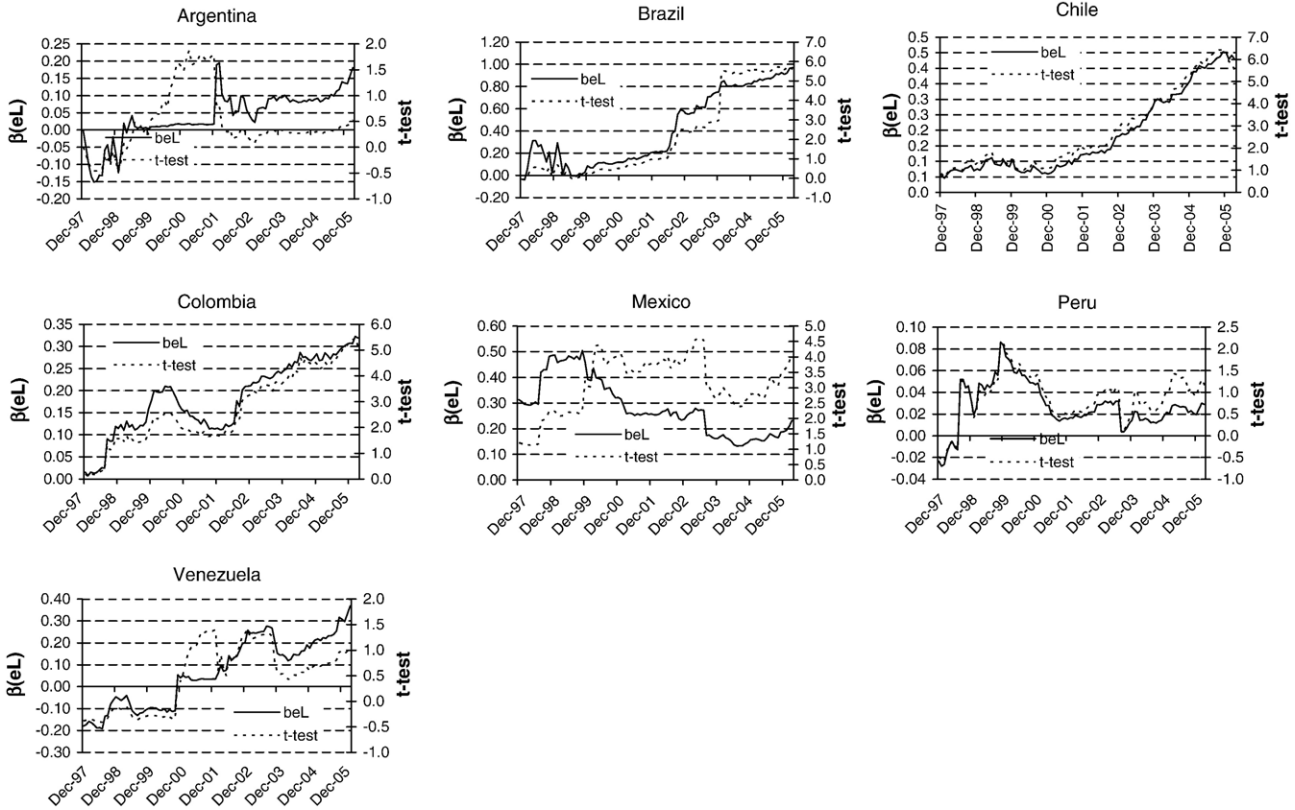 Argentina
β(eL)
0.25
0.20
0.15
0.10
0.05
0.00
-0.05
-0.10
-0.15
-0.20
beL
t-test
2.0
1.5
1.0
0.5
0.0
-0.5
-1.0
t-test
Dec-97
Dec-98
Dec-99
Dec-00
Dec-01
Dec-02
Dec-03
Dec-04
Dec-05
Brazil
β(eL)
1.20
1.00
0.80
0.60
0.40
0.20
0.00
-0.20
beL
t-test
7.0
6.0
5.0
4.0
3.0
2.0
1.0
0.0
-1.0
t-test
Dec-97
Dec-98
Dec-99
Dec-00
Dec-01
Dec-02
Dec-03
Dec-04
Dec-05
Chile
β(eL)
0.5
0.5
0.4
0.4
0.3
0.3
0.2
0.2
0.1
0.1
0.0
t-test
beL
7.0
6.0
5.0
4.0
3.0
2.0
1.0
0.0
t-test
Dec-97
Dec-98
Dec-99
Dec-00
Dec-01
Dec-02
Dec-03
Dec-04
Dec-05
Colombia
β(eL)
0.35
0.30
0.25
0.20
0.15
0.10
0.05
0.00
beL
t-test
6.0
5.0
4.0
3.0
2.0
1.0
0.0
t-test
Dec-97
Dec-98
Dec-99
Dec-00
Dec-01
Dec-02
Dec-03
Dec-04
Dec-05
Mexico
β(eL)
0.60
0.50
0.40
0.30
0.20
0.10
0.00
beL
t-test
5.0
4.5
4.0
3.5
3.0
2.5
2.0
1.5
1.0
0.5
0.0
t-test
Dec-97
Dec-98
Dec-99
Dec-00
Dec-01
Dec-02
Dec-03
Dec-04
Dec-05
Peru
β(eL)
0.10
0.08
0.06
0.04
0.02
0.00
-0.02
-0.04
beL
t-test
2.5
2.0
1.5
1.0
0.5
0.0
-0.5
-1.0
t-test
Dec-97
Dec-98
Dec-99
Dec-00
Dec-01
Dec-02
Dec-03
Dec-04
Dec-05
Venezuela
β(eL)
0.40
0.30
0.20
0.10
0.00
-0.10
-0.20
-0.30
beL
t-test
2.0
1.5
1.0
0.5
0.0
-0.5
-1.0
t-test
Dec-97
Dec-98
Dec-99
Dec-00
Dec-01
Dec-02
Dec-03
Dec-04
Dec-05